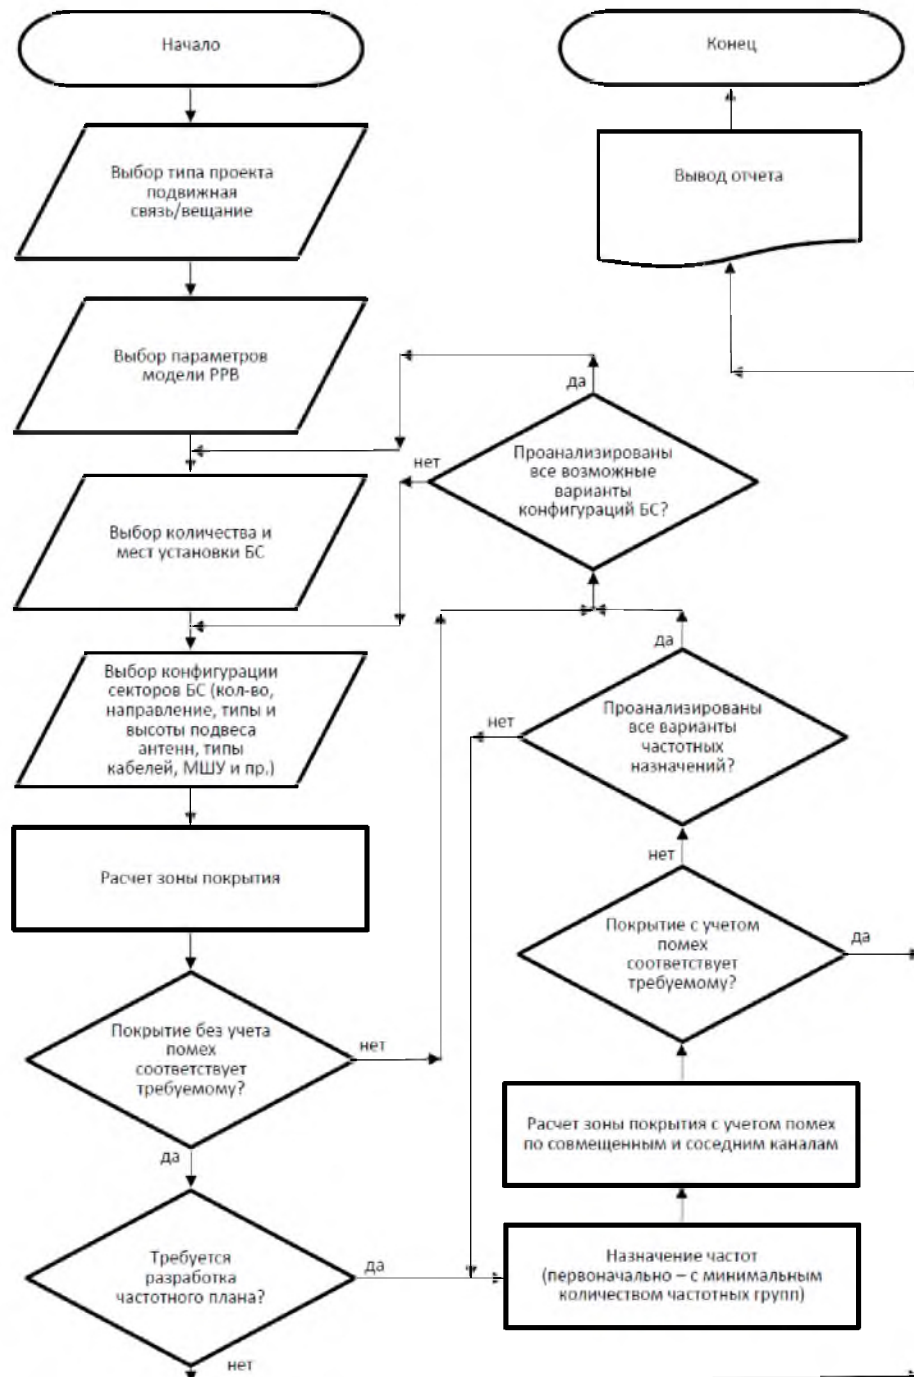 Начало
Выбор типа проекта
подвижная
связь/вещание
Выбор параметров
модели РРВ
Выбор количества и
мест установки БС
Выбор конфигурации
секторов БС (кол-во,
направление, типы и
высоты подвеса
антенн, типы
кабелей, МШУ и пр.)
Расчет зоны покрытия
Покрытие без учета
помех
соответствует
требуемому?
нет
да
Требуется
разработка
частотного плана?
да
нет
Конец
Вывод отчета
да
Проанализированы
все возможные
варианты
конфигураций БС?
нет
да
Проанализированы
все варианты
частотных
назначений?
нет
нет
Покрытие с учетом
помех
соответствует
требуемому?
да
Расчет зоны покрытия с учетом помех
по совмещенным и соседним каналам
Назначение частот
(первоначально – с минимальным
количеством частотных групп)